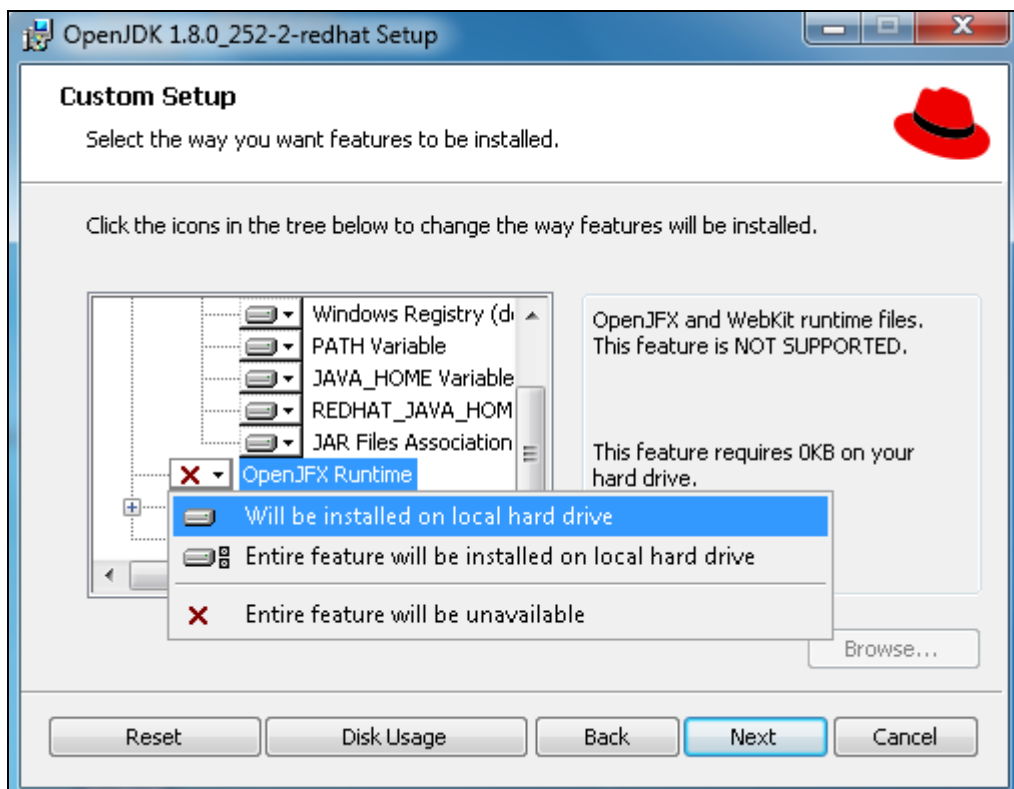 OpenJDK 1.8.0_252-2-redhat Setup
Custom Setup
Select the way you want features to be installed.
Click the icons in the tree below to change the way features will be installed.
Windows Registry (d
PATH Variable
JAVA_HOME Variable
REDHAT_JAVA_HOM
JAR Files Association
OpenJFX Runtime
OpenJFX and WebKit runtime files.
This feature is NOT SUPPORTED.
This feature requires 0KB on your
hard drive.
Will be installed on local hard drive
Entire feature will be installed on local hard drive
Entire feature will be unavailable
Browse...
Reset
Disk Usage
Back
Next
Cancel